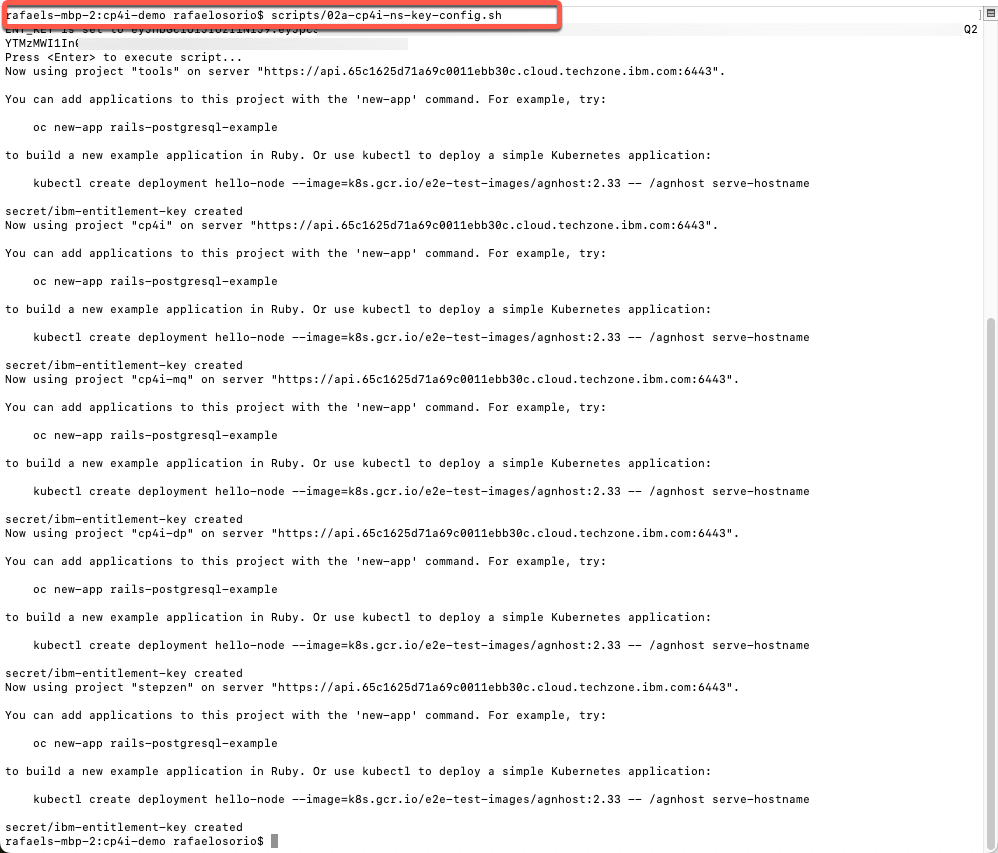 rafaels-mbp-2:cp4i-demo rafaelosorio$ scripts/02a-cp4i-ns-key-config.sh
ENT_KEY is set to
Q2
Press <Enter> to execute script...
Now using project "tools" on server "https://api.65c1625d71a69c0011ebb30c.cloud.techzone.ibm.com:6443".
You can add applications to this project with the 'new-app' command. For example, try:
oc new-app rails-postgresql-example
to build a new example application in Ruby. Or use kubectl to deploy a simple Kubernetes application:
kubectl create deployment hello-node --image=k8s.gcr.io/e2e-test-images/agnhost:2.33 -- /agnhost serve-hostname
secret/ibm-entitlement-key created
Now using project "cp4i" on server "https://api.65c1625d71a69c0011ebb30c.cloud.techzone.ibm.com:6443".
You can add applications to this project with the 'new-app' command. For example, try:
oc new-app rails-postgresql-example
to build a new example application in Ruby. Or use kubectl to deploy a simple Kubernetes application:
kubectl create deployment hello-node --image=k8s.gcr.io/e2e-test-images/agnhost:2.33 -- /agnhost serve-hostname
secret/ibm-entitlement-key created
Now using project "cp4i-mq" on server "https://api.65c1625d71a69c0011ebb30c.cloud.techzone.ibm.com:6443".
You can add applications to this project with the 'new-app' command. For example, try:
oc new-app rails-postgresql-example
to build a new example application in Ruby. Or use kubectl to deploy a simple Kubernetes application:
kubectl create deployment hello-node --image=k8s.gcr.io/e2e-test-images/agnhost:2.33 -- /agnhost serve-hostname
secret/ibm-entitlement-key created
Now using project "cp4i-dp" on server "https://api.65c1625d71a69c0011ebb30c.cloud.techzone.ibm.com:6443".
You can add applications to this project with the 'new-app' command. For example, try:
oc new-app rails-postgresql-example
to build a new example application in Ruby. Or use kubectl to deploy a simple Kubernetes application:
kubectl create deployment hello-node --image=k8s.gcr.io/e2e-test-images/agnhost:2.33 -- /agnhost serve-hostname
secret/ibm-entitlement-key created
Now using project "stepzen" on server "https://api.65c1625d71a69c0011ebb30c.cloud.techzone.ibm.com:6443".
You can add applications to this project with the 'new-app' command. For example, try:
oc new-app rails-postgresql-example
to build a new example application in Ruby. Or use kubectl to deploy a simple Kubernetes application:
kubectl create deployment hello-node --image=k8s.gcr.io/e2e-test-images/agnhost:2.33 -- /agnhost serve-hostname
secret/ibm-entitlement-key created
rafaels-mbp-2:cp4i-demo rafaelosorio$